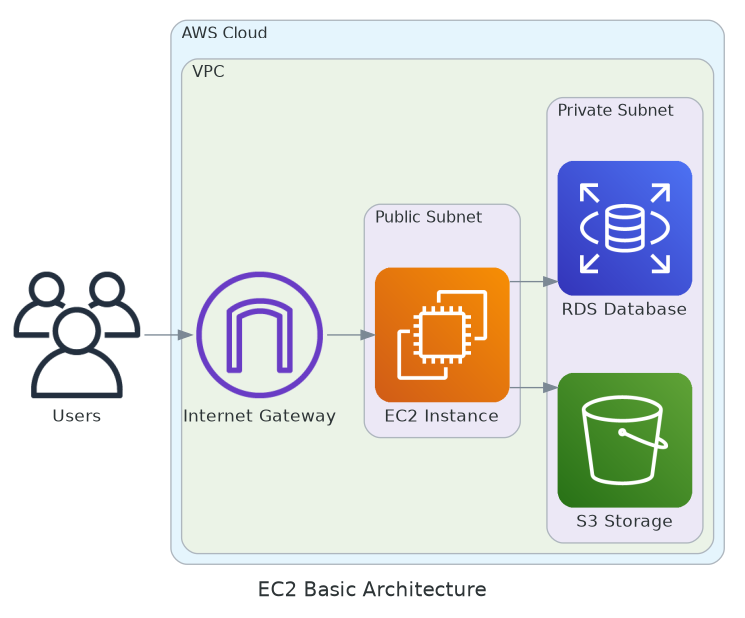 AWS Cloud
VPC
Private Subnet
Public Subnet
RDS Database
Users
Internet Gateway
EC2 Instance
S3 Storage
EC2 Basic Architecture